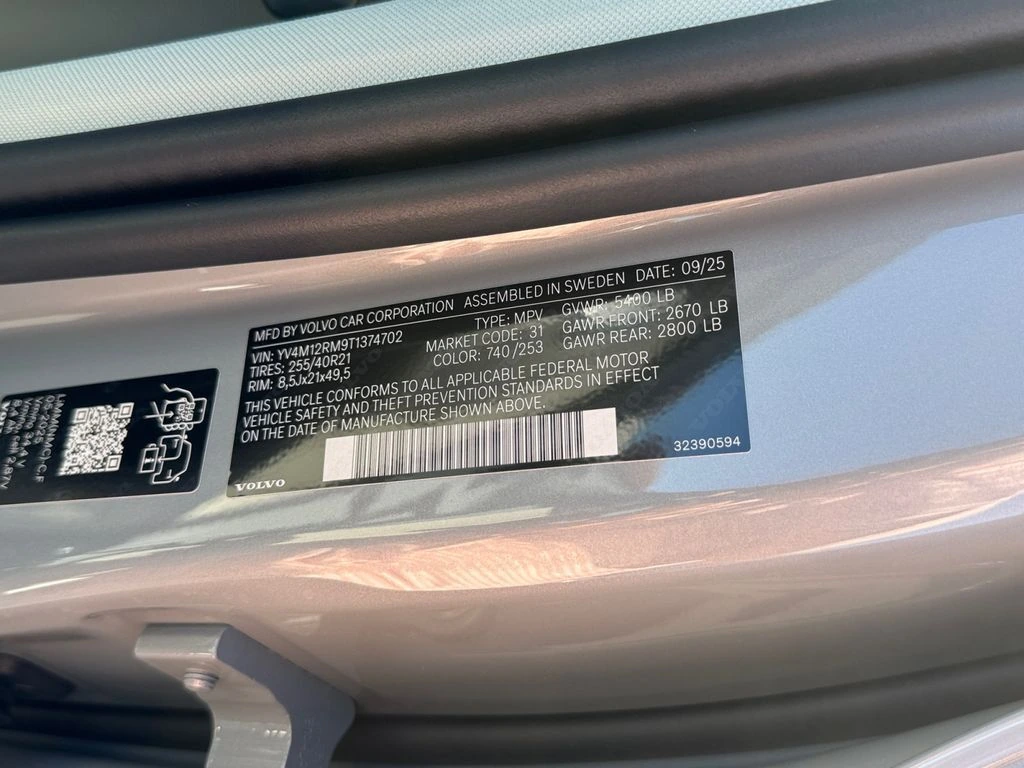 MFD BY VOLVO CAR CORPORATION ASSEMBLED IN SWEDEN DATE: 09/25
VIN: YV4M12RM9T1374702 TYPE: MPV GVWR: 5400 LB
TIRES: 255/40R21 MARKET CODE: 31 GAWR FRONT: 2670 LB
RIM: 8,5Jx21x49,5 COLOR: 740/253 GAWR REAR: 2800 LB
THIS VEHICLE CONFORMS TO ALL APPLICABLE FEDERAL MOTOR
VEHICLE SAFETY AND THEFT PREVENTION STANDARDS IN EFFECT
ON THE DATE OF MANUFACTURE SHOWN ABOVE.
32390594
VOLVO